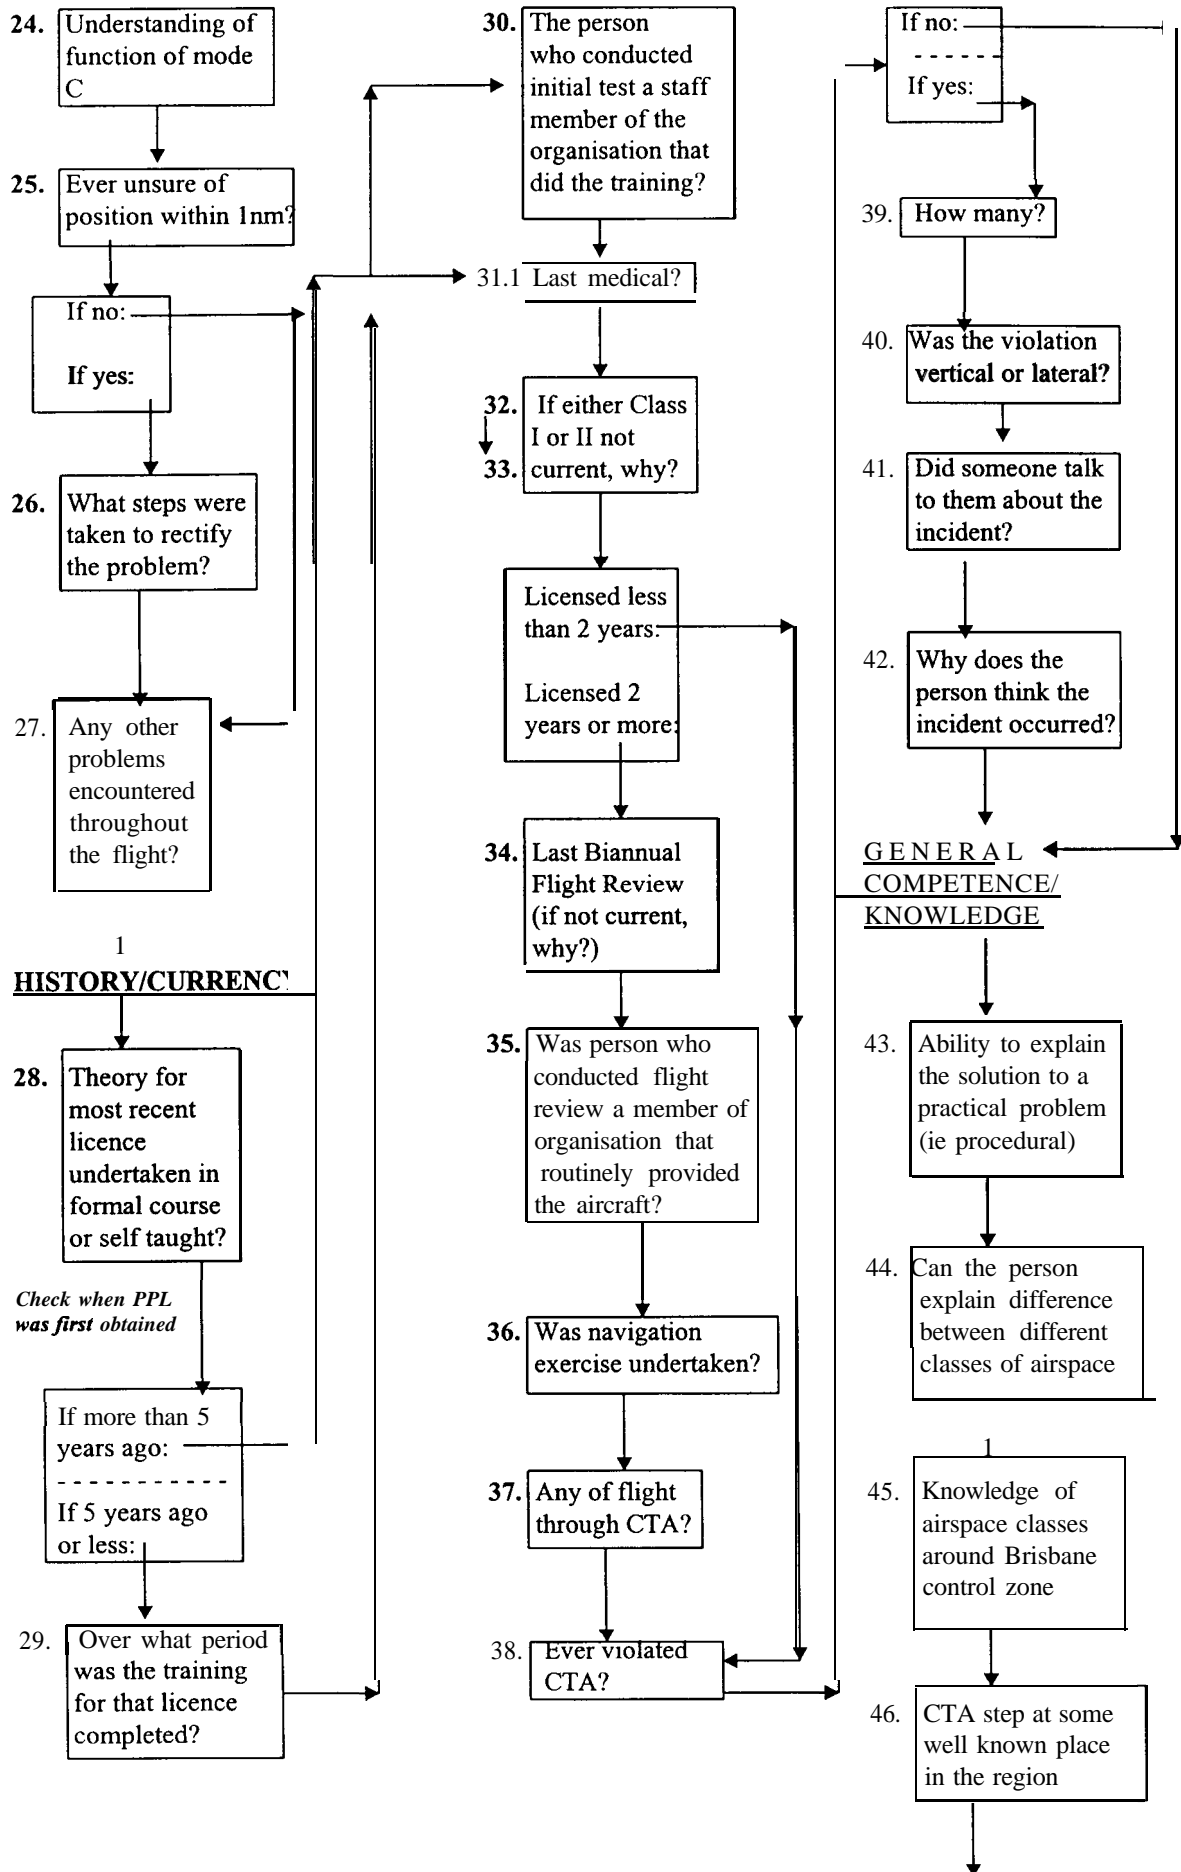 24.
Understanding of
function of mode
C
25.
Ever unsure of
position within 1nm?
If no:
If yes:
26.
What steps were
taken to rectify
the problem?
27.
Any other
problems
encountered
throughout
the flight?
1
HISTORY/CURRENCY
28.
Theory for
most recent
licence
undertaken in
formal course
or self taught?
Check when PPL
was first obtained
If more than 5
years ago:
If 5 years ago
or less:
29.
Over what period
was the training
for that licence
completed?
30.
The person
who conducted
initial test a staff
member of the
organisation that
did the training?
31.1 Last medical?
32.
33.
If either Class
I or II not
current, why?
Licensed less
than 2 years:
Licensed 2
years or more:
34.
Last Biannual
Flight Review
(if not current,
why?)
35.
Was person who
conducted flight
review a member of
organisation that
routinely provided
the aircraft?
36.
Was navigation
exercise undertaken?
37.
Any of flight
through CTA?
38.
Ever violated
CTA?
If no:
If yes:
39.
How many?
40.
Was the violation
vertical or lateral?
41.
Did someone talk
to them about the
incident?
42.
Why does the
person think the
incident occurred?
GENERAL
COMPETENCE/
KNOWLEDGE
43.
Ability to explain
the solution to a
practical problem
(ie procedural)
44.
Can the person
explain difference
between different
classes of airspace
1
45.
Knowledge of
airspace classes
around Brisbane
control zone
46.
CTA step at some
well known place
in the region